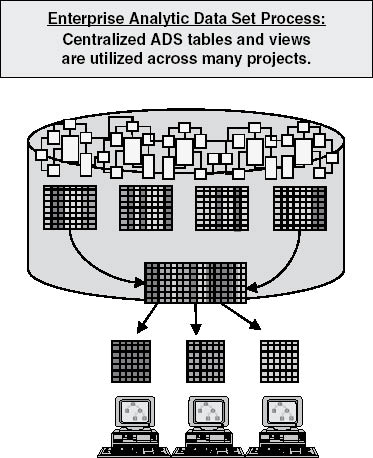 Enterprise Analytic Data Set Process:
Centralized ADS tables and views
are utilized across many projects.